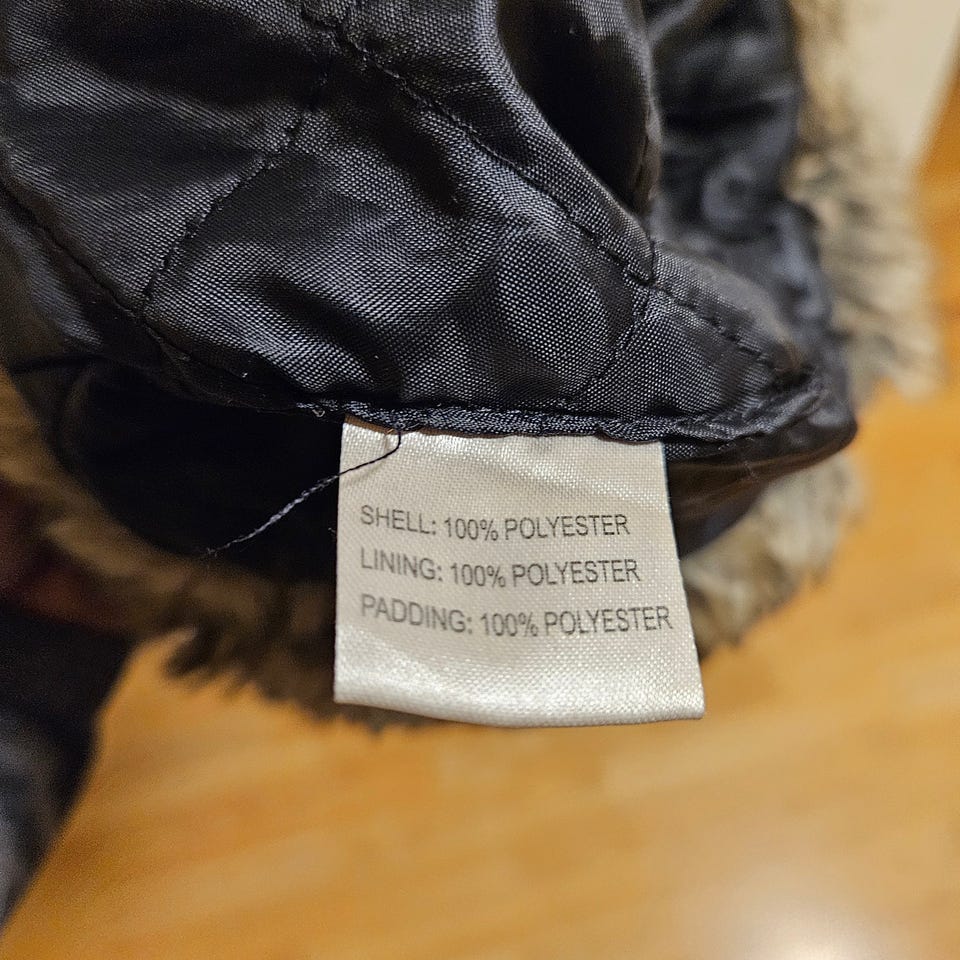 SHELL: 100% POLYESTER
LINING: 100% POLYESTER
PADDING: 100% POLYESTER